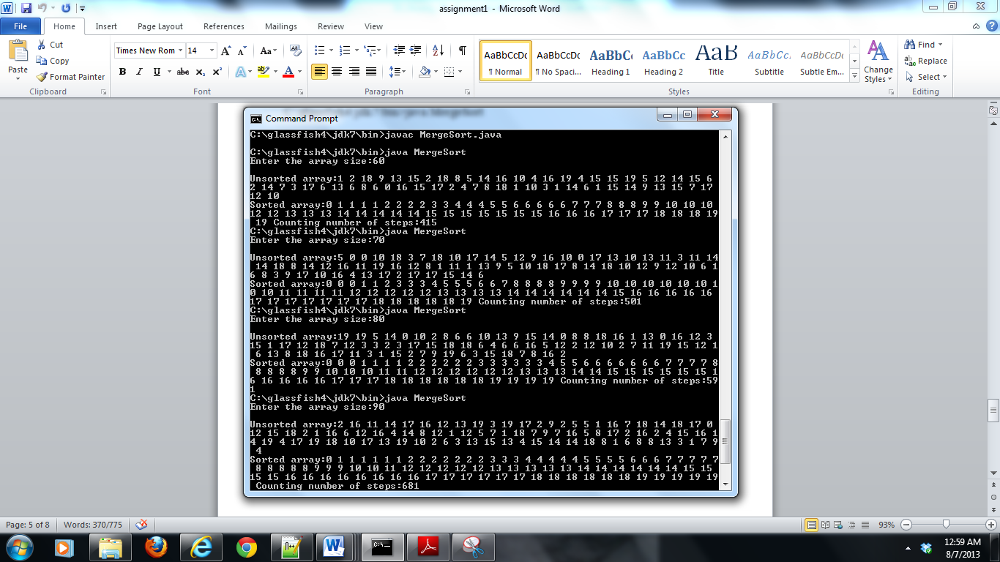 assignment1 - Microsoft Word
File Home Insert Page Layout References Mailings Review View
Paste
Cut
Copy
Format Painter
Clipboard
Times New Rom 14
Font
Paragraph
AaBbCcDc AaBbCcDc AaBbC AaBbCc AaB AaBbCc. AaBbCcDc
¶ Normal ¶ No Spaci... Heading 1 Heading 2 Title Subtitle Subtle Em...
Change Styles
Styles
Find
Replace
Select
Editing
Command Prompt
C:\glassfish4\jdk7\bin>javac MergeSort.java
C:\glassfish4\jdk7\bin>java MergeSort
Enter the array size:60
Unsorted array:1 2 18 9 13 15 2 18 8 5 14 16 10 4 16 19 4 15 15 19 5 12 14 15 6
2 14 7 3 17 6 13 6 8 6 0 16 15 17 2 4 7 8 18 1 10 3 1 14 6 1 15 14 9 13 15 7 17
12 10
Sorted array:0 1 1 1 1 2 2 2 2 3 3 4 4 4 5 5 6 6 6 6 6 7 7 7 8 8 8 9 9 10 10 10
12 12 13 13 13 14 14 14 14 14 15 15 15 15 15 15 15 16 16 16 17 17 17 18 18 18 19
19 Counting number of steps:415
C:\glassfish4\jdk7\bin>java MergeSort
Enter the array size:70
Unsorted array:5 0 0 10 18 3 7 18 10 17 14 5 12 9 16 10 0 17 13 10 13 11 3 11 14
14 18 8 14 12 16 11 19 16 12 8 1 11 1 13 9 5 10 18 17 8 14 18 10 12 9 12 10 6 1
6 8 3 9 17 10 16 4 13 17 2 17 17 15 14 6
Sorted array:0 0 0 1 1 2 3 3 3 4 5 5 5 6 6 7 8 8 8 8 9 9 9 9 10 10 10 10 10 10 1
0 10 11 11 11 11 12 12 12 12 12 13 13 13 13 14 14 14 14 14 14 15 16 16 16 16 16
17 17 17 17 17 17 17 18 18 18 18 18 19 Counting number of steps:501
C:\glassfish4\jdk7\bin>java MergeSort
Enter the array size:80
Unsorted array:19 19 5 14 0 10 2 8 6 6 10 13 9 15 14 0 8 8 18 16 1 13 0 16 12 3
15 1 17 12 18 7 12 3 3 2 3 17 15 18 18 6 4 6 6 16 5 12 2 12 10 2 7 11 19 15 12 1
6 13 8 18 16 17 11 3 1 15 2 7 9 19 6 3 15 18 7 8 16 2
Sorted array:0 0 0 1 1 1 1 2 2 2 2 2 2 3 3 3 3 3 3 4 5 5 6 6 6 6 6 6 6 7 7 7 7 8
8 8 8 8 9 9 10 10 10 11 11 12 12 12 12 12 12 12 13 13 13 14 14 15 15 15 15 15 15 1
6 16 16 16 16 17 17 17 18 18 18 18 18 18 19 19 19 19 Counting number of steps:59
1
C:\glassfish4\jdk7\bin>java MergeSort
Enter the array size:90
Unsorted array:2 16 11 14 17 16 12 13 19 3 19 17 2 9 2 5 5 1 16 7 18 14 18 17 0
12 15 18 2 1 16 6 12 16 4 14 8 12 1 12 5 7 1 18 7 9 7 16 5 8 17 2 16 2 4 15 16 1
4 19 4 17 19 18 10 17 13 19 10 2 6 3 13 15 13 4 15 14 14 18 8 1 6 8 8 13 3 1 7 9
4
Sorted array:0 1 1 1 1 1 1 2 2 2 2 2 2 2 3 3 3 4 4 4 4 4 5 5 5 5 6 6 6 7 7 7 7 7
8 8 8 8 8 9 9 9 10 10 11 12 12 12 12 12 12 13 13 13 13 13 13 14 14 14 14 14 14 15 15
15 15 16 16 16 16 16 16 16 16 17 17 17 17 17 17 18 18 18 18 18 18 19 19 19 19 19
Counting number of steps:681
Page: 5 of 8 Words: 370/775 93%
12:59 AM
8/7/2013